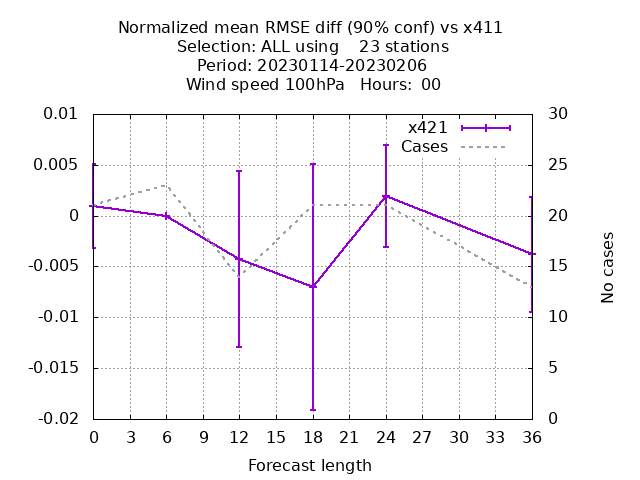 Normalized mean RMSE diff (90% conf) vs x411
Selection: ALL using    23 stations
Period: 20230114-20230206
Wind speed 100hPa   Hours:  00
0.01
0.005
0
-0.005
-0.01
-0.015
-0.02
x421
Cases
30
25
20
15
10
5
0
No cases
0 3 6 9 12 15 18 21 24 27 30 33 36
Forecast length